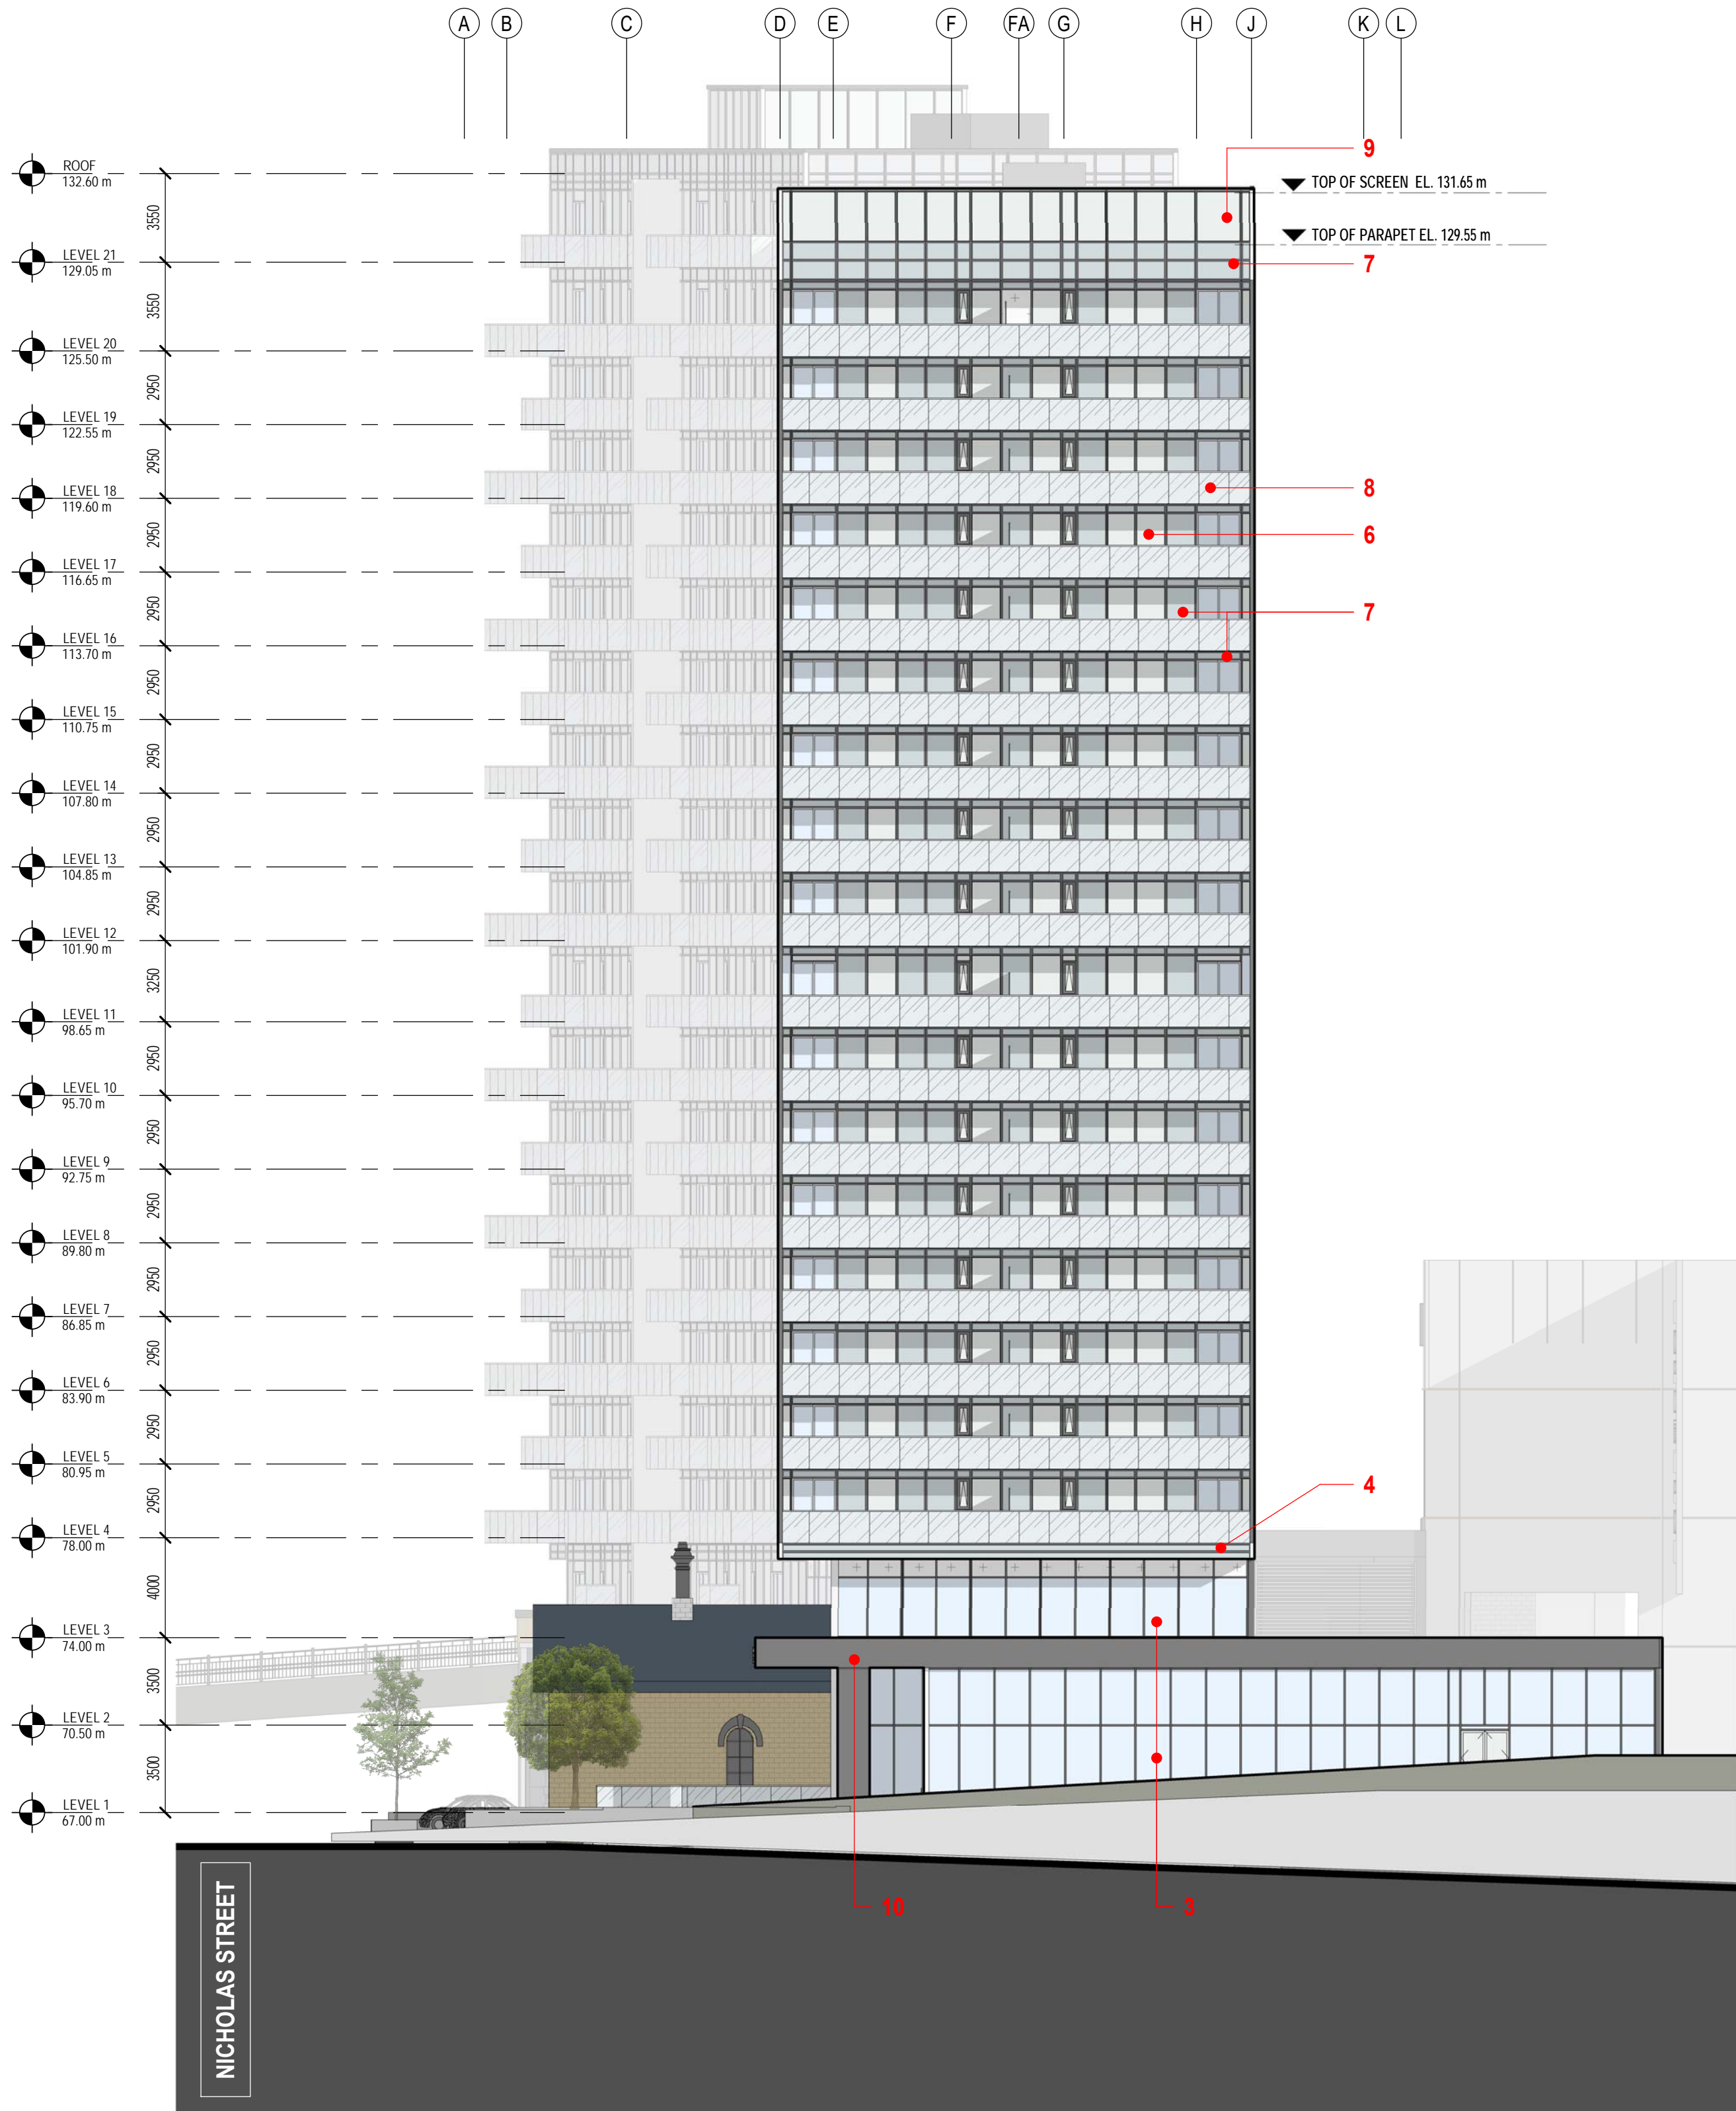 A B C D E F FA G H J K L
9
ROOF
132.60 m
TOP OF SCREEN EL. 131.65 m
3550
TOP OF PARAPET EL. 129.55 m
LEVEL 21
129.05 m
7
3550
LEVEL 20
125.50 m
2950
LEVEL 19
122.55 m
2950
LEVEL 18
119.60 m
8
2950
6
LEVEL 17
116.65 m
2950
7
LEVEL 16
113.70 m
2950
LEVEL 15
110.75 m
2950
LEVEL 14
107.80 m
2950
LEVEL 13
104.85 m
2950
LEVEL 12
101.90 m
3250
LEVEL 11
98.65 m
2950
LEVEL 10
95.70 m
2950
LEVEL 9
92.75 m
2950
LEVEL 8
89.80 m
2950
LEVEL 7
86.85 m
2950
LEVEL 6
83.90 m
2950
LEVEL 5
80.95 m
2950
4
LEVEL 4
78.00 m
4000
LEVEL 3
74.00 m
3500
LEVEL 2
70.50 m
3500
LEVEL 1
67.00 m
10
3
NICHOLAS STREET